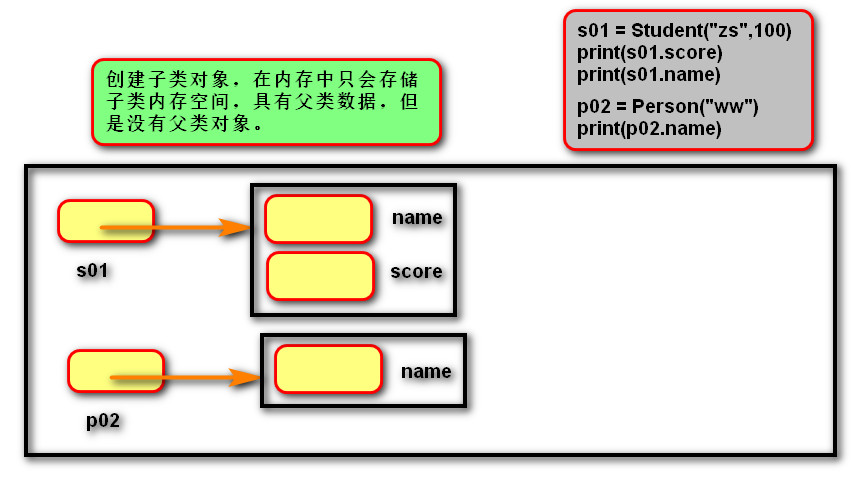 创建子类对象，在内存中只会存储
子类内存空间，具有父类数据，但
是没有父类对象。
s01 = Student("zs",100)
print(s01.score)
print(s01.name)
p02 = Person("ww")
print(p02.name)
name
s01
score
name
p02